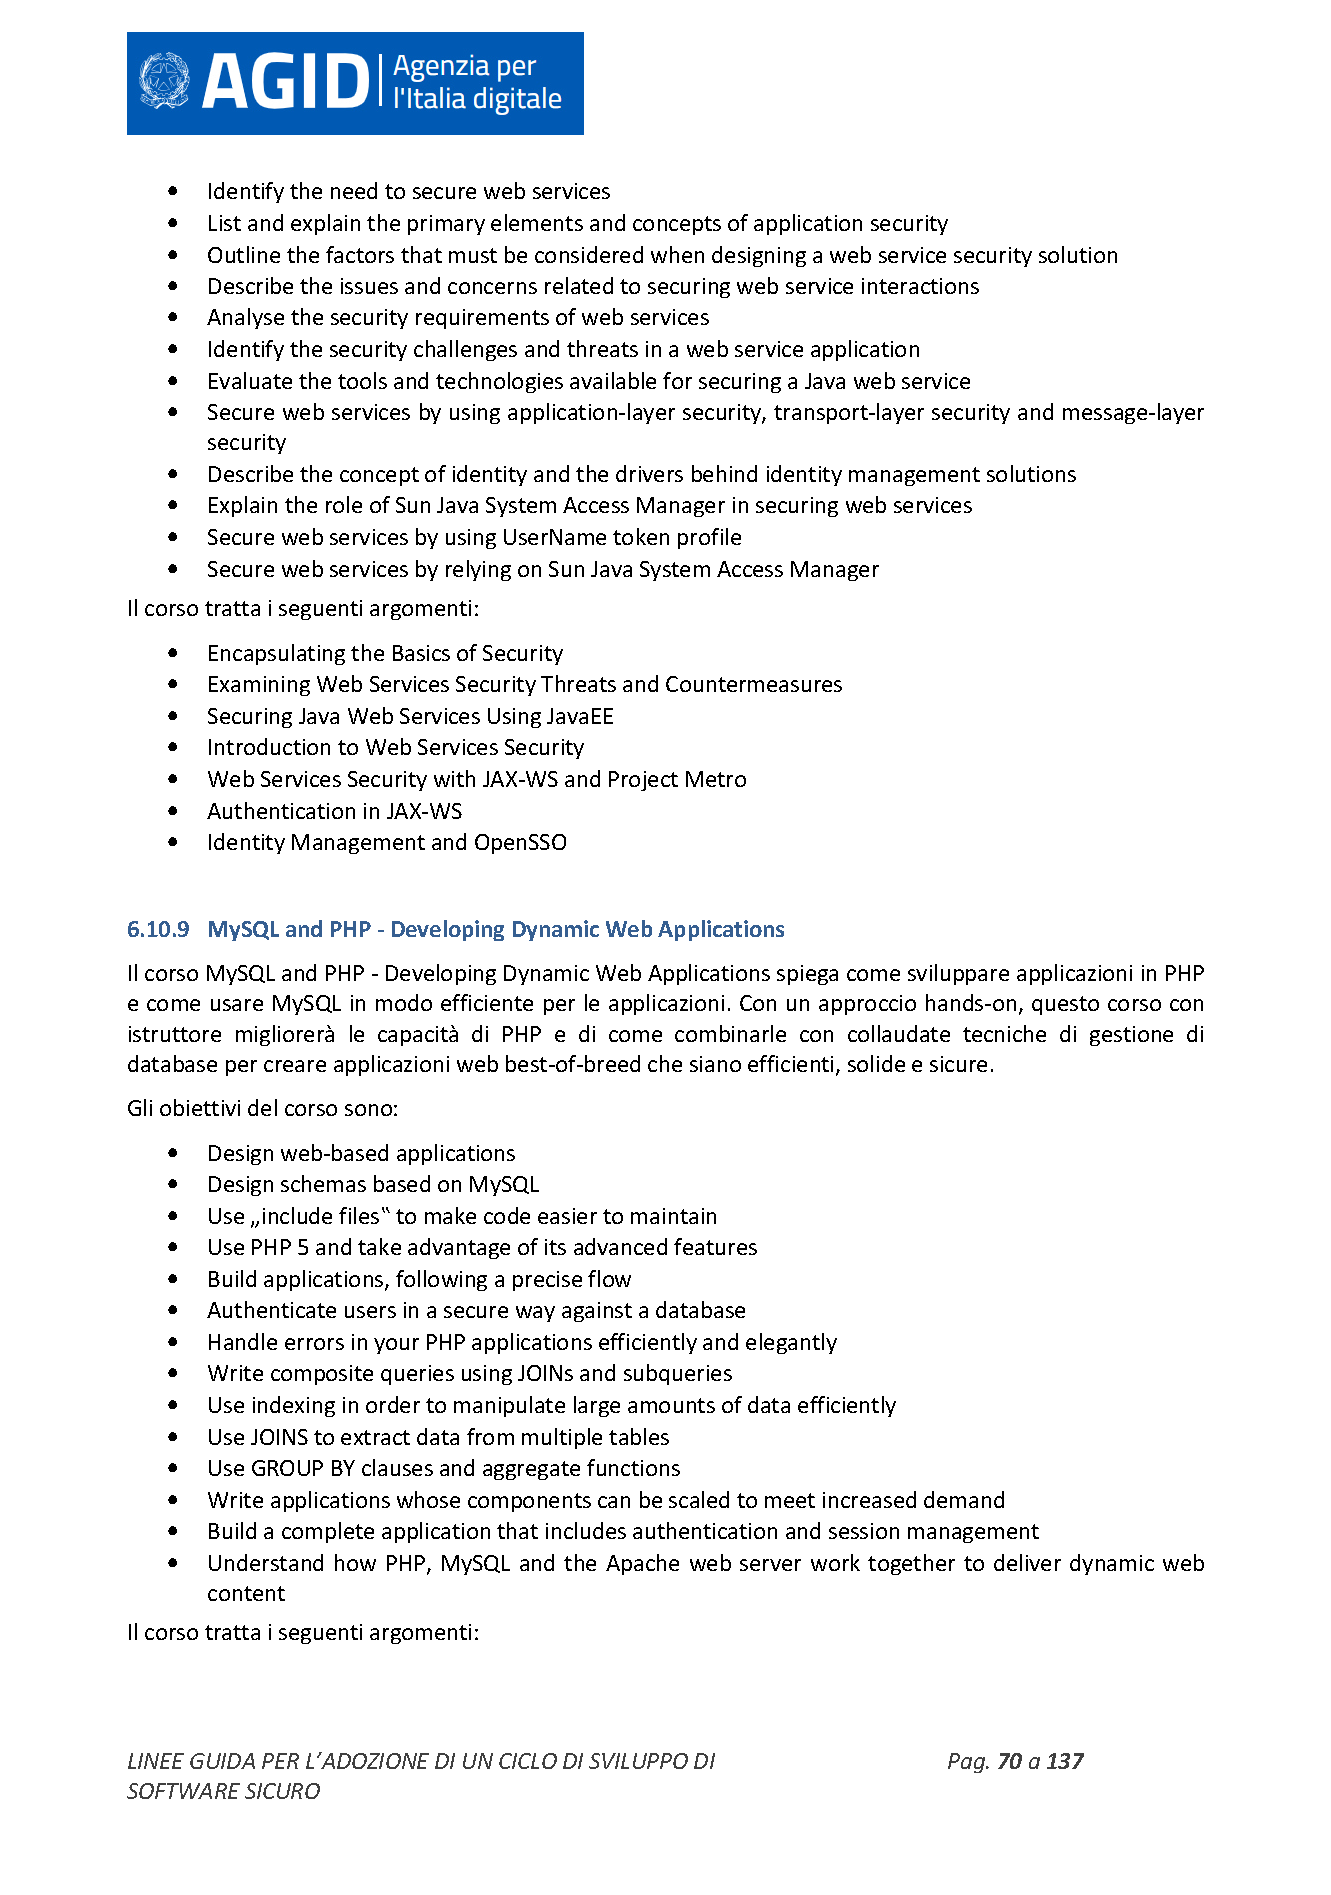 AGID Agenzia per
l'Italia digitale
• Identify the need to secure web services
• List and explain the primary elements and concepts of application security
• Outline the factors that must be considered when designing a web service security solution
• Describe the issues and concerns related to securing web service interactions
• Analyse the security requirements of web services
• Identify the security challenges and threats in a web service application
• Evaluate the tools and technologies available for securing a Java web service
• Secure web services by using application-layer security, transport-layer security and message-layer
security
• Describe the concept of identity and the drivers behind identity management solutions
• Explain the role of Sun Java System Access Manager in securing web services
• Secure web services by using UserName token profile
• Secure web services by relying on Sun Java System Access Manager
Il corso tratta i seguenti argomenti:
• Encapsulating the Basics of Security
• Examining Web Services Security Threats and Countermeasures
• Securing Java Web Services Using JavaEE
• Introduction to Web Services Security
• Web Services Security with JAX-WS and Project Metro
• Authentication in JAX-WS
• Identity Management and OpenSSO
6.10.9 MySQL and PHP - Developing Dynamic Web Applications
Il corso MySQL and PHP - Developing Dynamic Web Applications spiega come sviluppare applicazioni in PHP
e come usare MySQL in modo efficiente per le applicazioni. Con un approccio hands-on, questo corso con
istruttore migliorerà le capacità di PHP e di come combinarle con collaudate tecniche di gestione di
database per creare applicazioni web best-of-breed che siano efficienti, solide e sicure.
Gli obiettivi del corso sono:
• Design web-based applications
• Design schemas based on MySQL
• Use „include files‟ to make code easier to maintain
• Use PHP 5 and take advantage of its advanced features
• Build applications, following a precise flow
• Authenticate users in a secure way against a database
• Handle errors in your PHP applications efficiently and elegantly
• Write composite queries using JOINs and subqueries
• Use indexing in order to manipulate large amounts of data efficiently
• Use JOINS to extract data from multiple tables
• Use GROUP BY clauses and aggregate functions
• Write applications whose components can be scaled to meet increased demand
• Build a complete application that includes authentication and session management
• Understand how PHP, MySQL and the Apache web server work together to deliver dynamic web
content
Il corso tratta i seguenti argomenti:
LINEE GUIDA PER L’ADOZIONE DI UN CICLO DI SVILUPPO DI Pag. 70 a 137
SOFTWARE SICURO